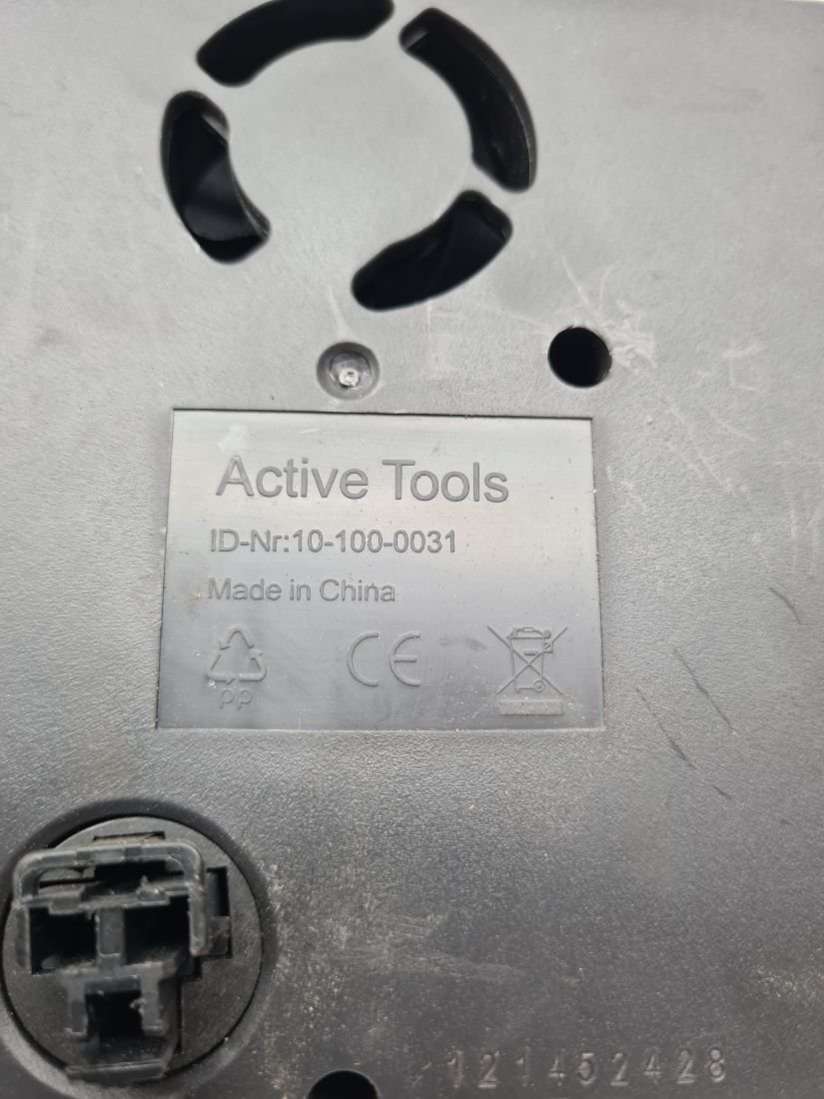 Active Tools
ID-Nr:10-100-0031
Made in China
PP CE
121452428